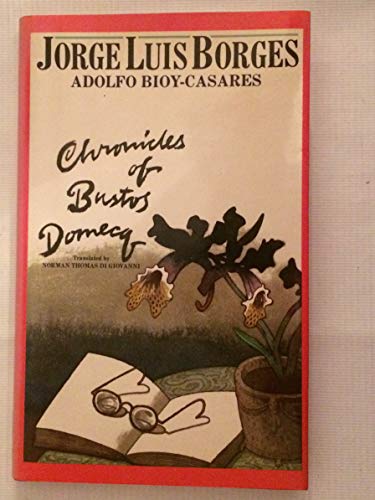 JORGE LUIS BORGES
ADOLFO BIOY-CASARES
Chronicles
of
Bustos
Domecq
Translated by
NORMAN THOMAS DI GIOVANNI